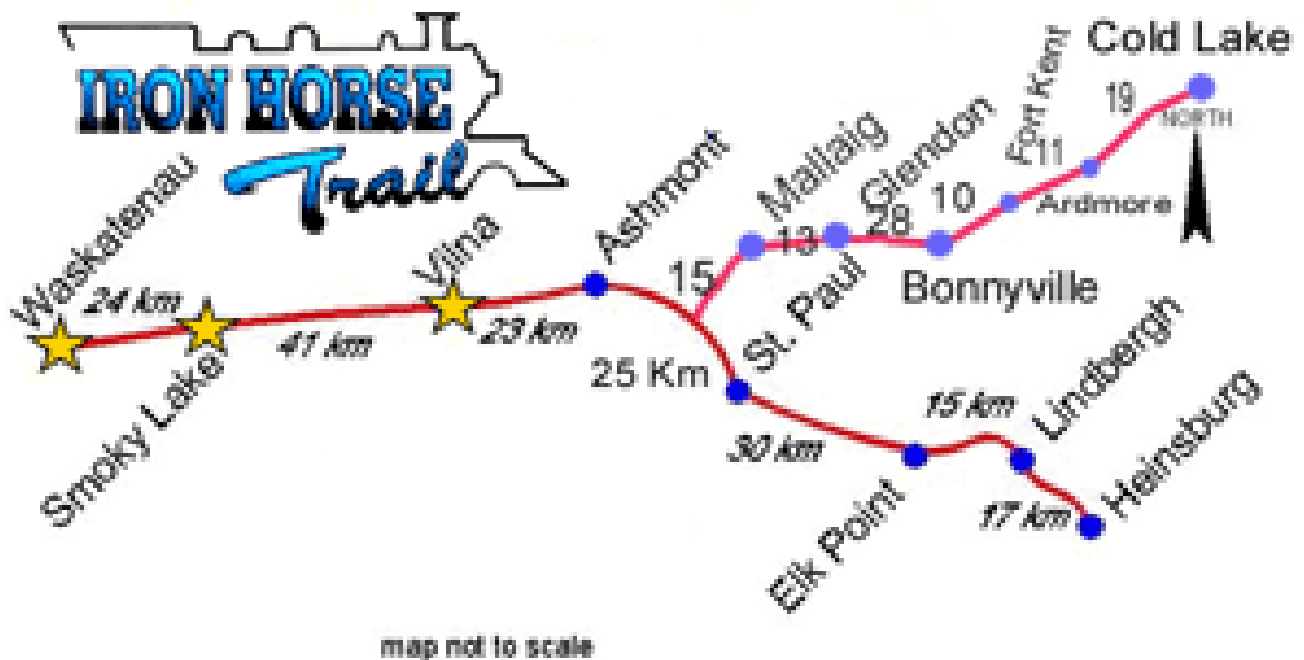 IRON HORSE
Trail
Waskatenau
24 km
Smoky Lake
41 km
Vilna
23 km
Ashmont
25 Km
St. Paul
30 km
Elk Point
15 km
Lindbergh
17 km
Heinsburg
15
Mallaig
13
Glendon
Bonnyville
10
Fort Kent
11
Ardmore
19
Cold Lake
NORTH
map not to scale